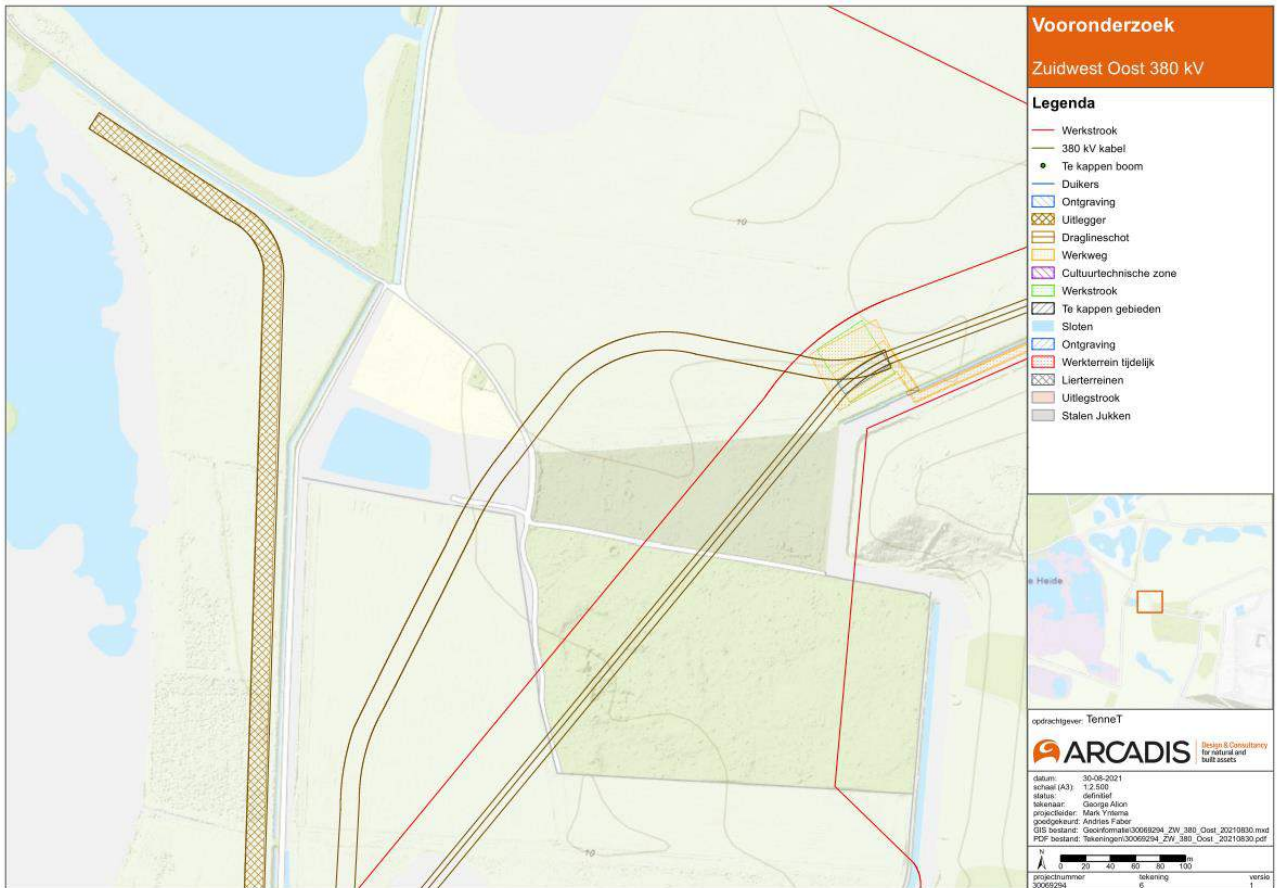 Vooronderzoek
Zuidwest Oost 380 kV
Legenda
Werkstrook
380 kV kabel
Te kappen boom
Duikers
Ontgraving
Uitlegger
Draglineschot
Werkweg
Cultuurtechnische zone
Werkstrook
Te kappen gebieden
Sloten
Ontgraving
Werkterrein tijdelijk
Lierterreinen
Uitlegstrook
Stalen Jukken
10
10
e Heide
opdrachtgever: TenneT
ARCADIS
Design & Consultancy
for natural and
built assets
datum: 30-08-2021
schaal (A3): 1:2.500
status: definitief
tekenaar: George Alion
projectleider: Mark Yntema
goedgekeurd: Andries Faber
GIS bestand: Geoinformatie\30069294_ZW_380_Oost_20210830.mxd
PDF bestand: Tekeningen\30069294_ZW_380_Oost_20210830.pdf
N
0 20 40 60 80 100 m
projectnummer tekening versie
30069294 6 1